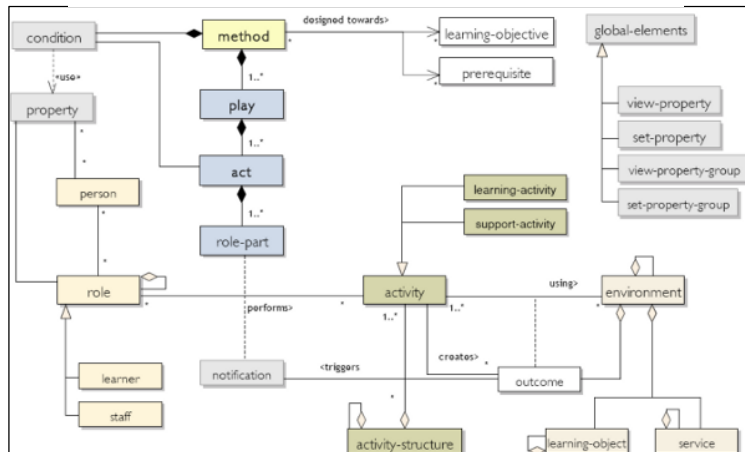 condition
method
designed towards>
*
*
learning-objective
global-elements
«use»
1..*
*
prerequisite
property
play
view-property
*
1..*
set-property
*
act
learning-activity
view-property-group
person
1..*
support-activity
set-property-group
*
role-part
*
using>
role
activity
environment
*
performs>
*
1..*
1..*
*
creates>
notification
<triggers
*
outcome
learner
*
staff
activity-structure
learning-object
service